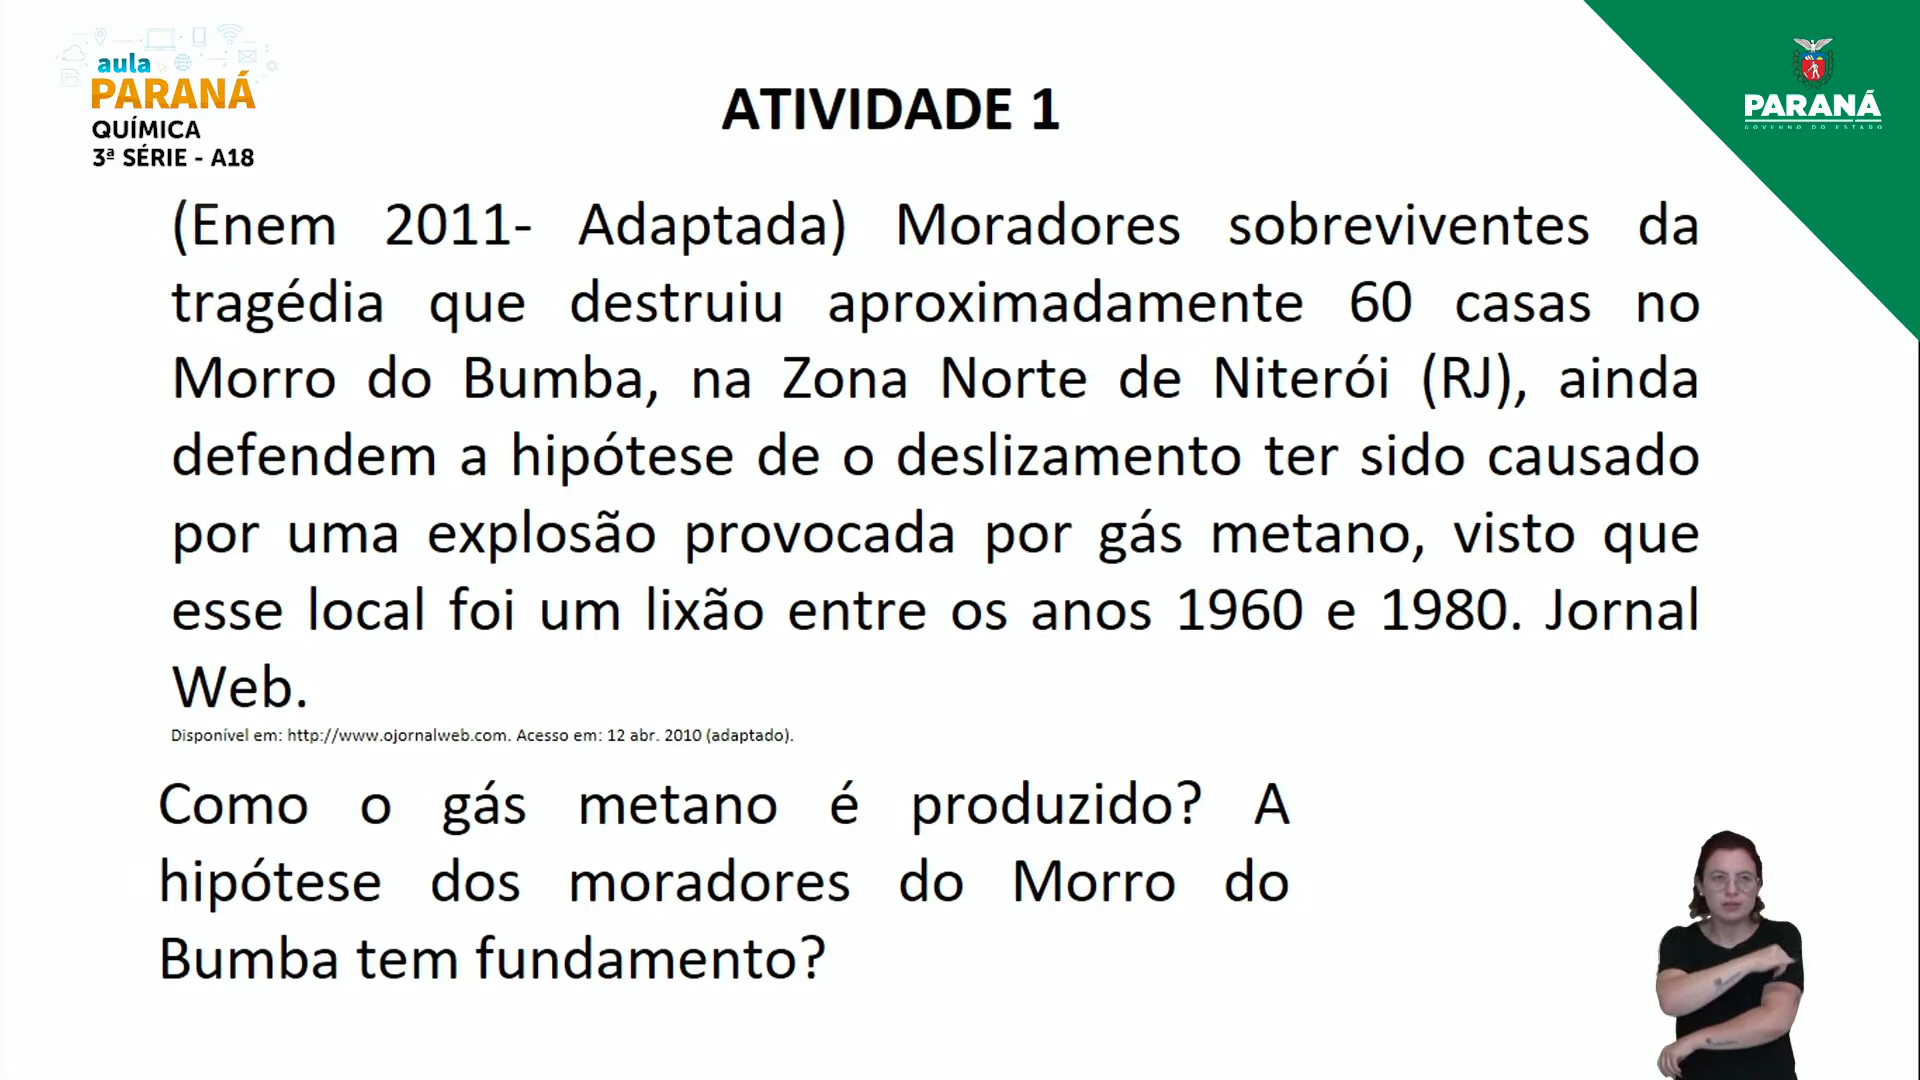 aula
PARANÁ
QUÍMICA
3ª SÉRIE - A18
ATIVIDADE 1
PARANÁ
GOVERNO DO ESTADO
(Enem 2011- Adaptada) Moradores sobreviventes da
tragédia que destruiu aproximadamente 60 casas no
Morro do Bumba, na Zona Norte de Niterói (RJ), ainda
defendem a hipótese de o deslizamento ter sido causado
por uma explosão provocada por gás metano, visto que
esse local foi um lixão entre os anos 1960 e 1980. Jornal
Web.
Disponível em: http://www.ojornalweb.com. Acesso em: 12 abr. 2010 (adaptado).
Como o gás metano é produzido? A
hipótese dos moradores do Morro do
Bumba tem fundamento?